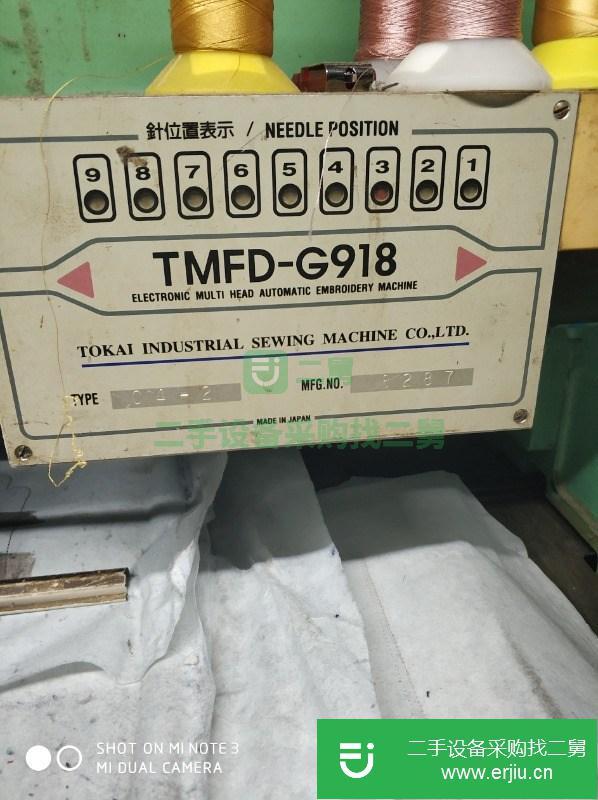 針位置表示 / NEEDLE POSITION
9 8 7 6 5 4 3 2 1
TMFD-G918
ELECTRONIC MULTI HEAD AUTOMATIC EMBROIDERY MACHINE
TOKAI INDUSTRIAL SEWING MACHINE CO.,LTD.
二舅
TYPE C4-2 MFG.NO. 287
MADE IN JAPAN
二手设备采购找二舅
SHOT ON MI NOTE 3
MI DUAL CAMERA
二手设备采购找二舅
www.erjiu.cn